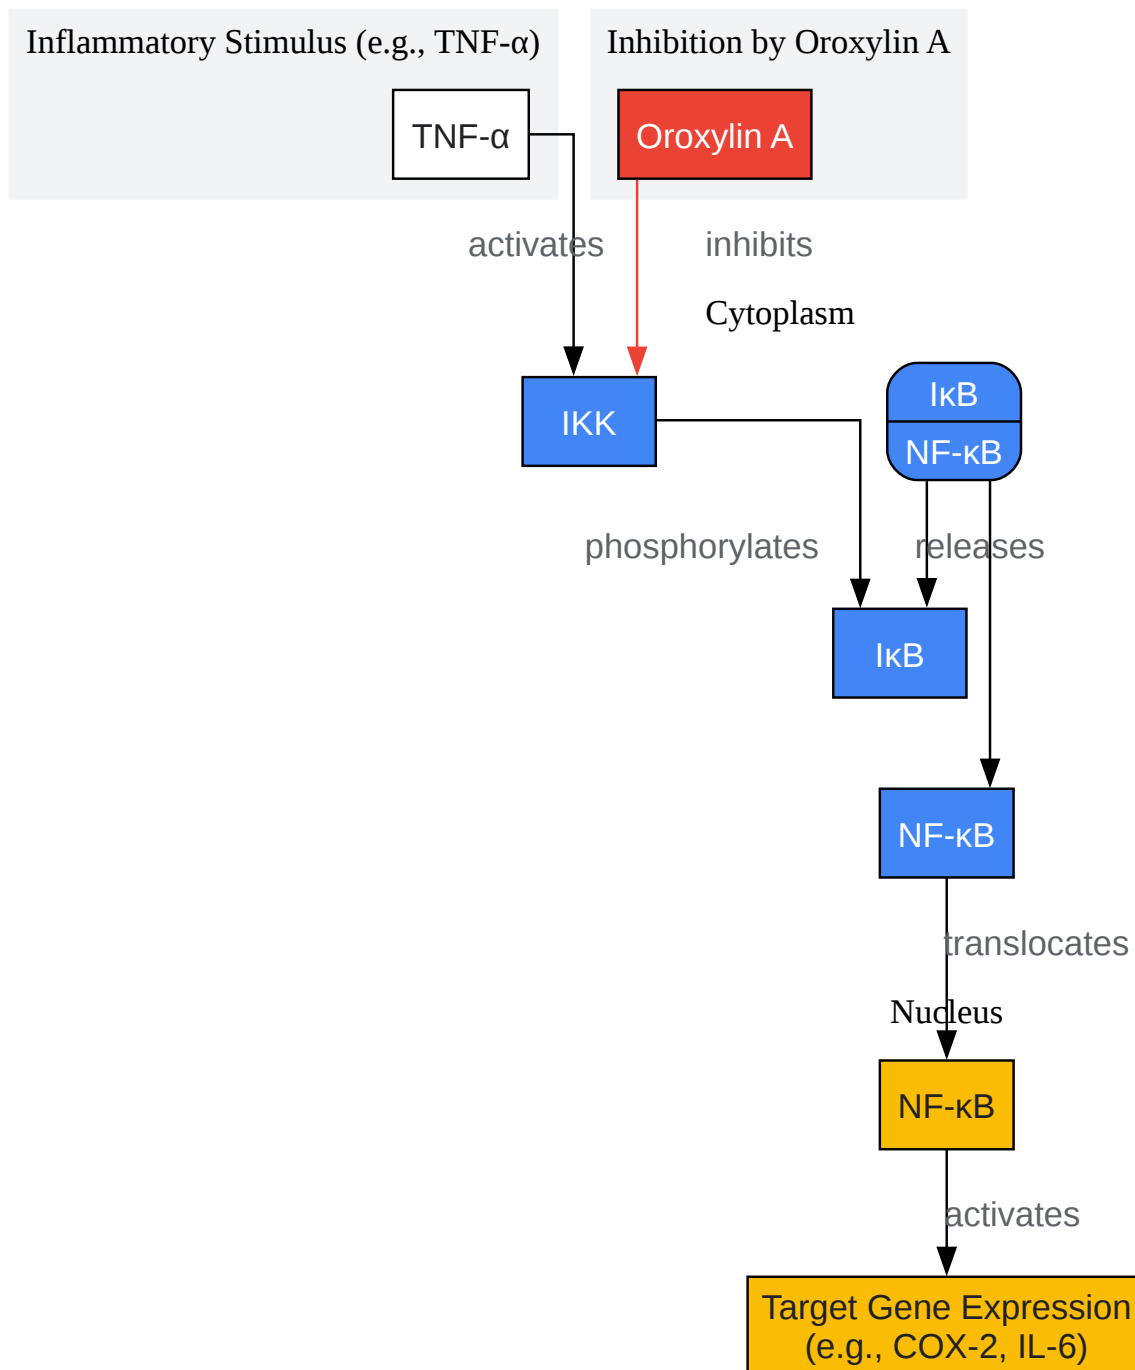 Inflammatory Stimulus (e.g., TNF-α)
Inhibition by Oroxylin A
TNF-α
Oroxylin A
activates
inhibits
Cytoplasm
IKK
IκB
NF-κB
phosphorylates
releases
IκB
NF-κB
translocates
Nucleus
NF-κB
activates
Target Gene Expression
(e.g., COX-2, IL-6)